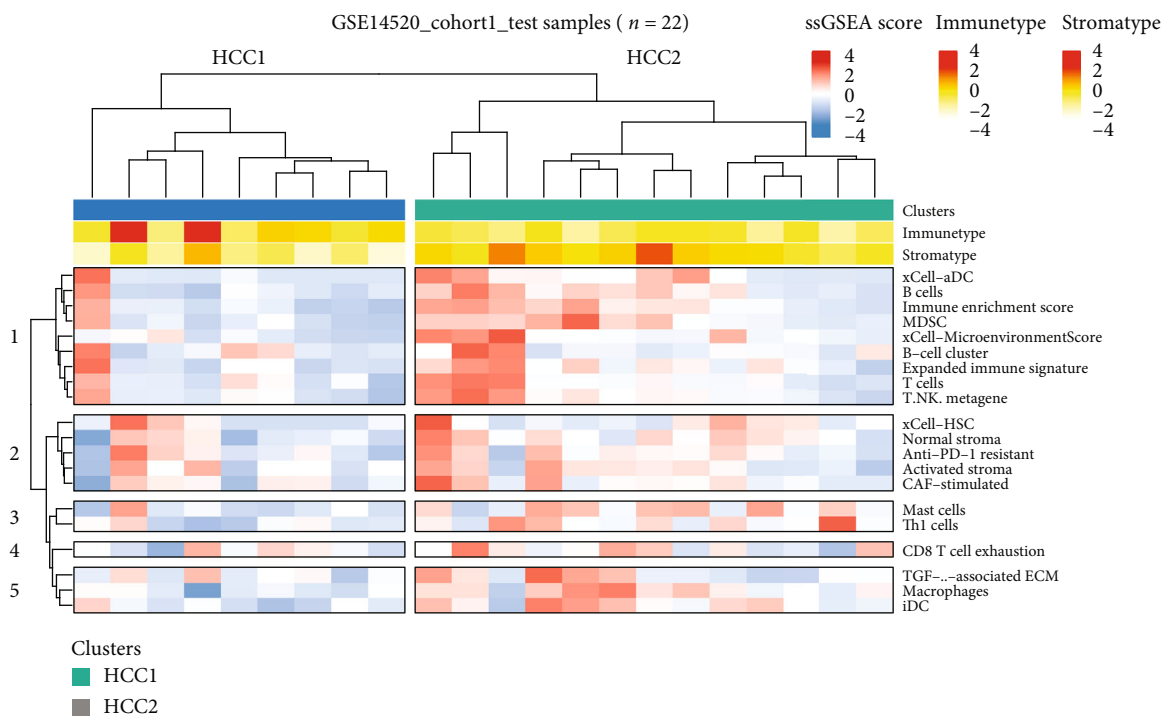 GSE14520_cohort1_test samples ( n = 22)
ssGSEA score
Immunetype
Stromatype
HCC1
HCC2
4
2
0
−2
−4
4
2
0
−2
−4
4
2
0
−2
−4
Clusters
Immunetype
Stromatype
1
xCell−aDC
B cells
Immune enrichment score
MDSC
xCell−MicroenvironmentScore
B−cell cluster
Expanded immune signature
T cells
T.NK. metagene
2
xCell−HSC
Normal stroma
Anti−PD−1 resistant
Activated stroma
CAF−stimulated
3
Mast cells
Th1 cells
4
CD8 T cell exhaustion
5
TGF−..−associated ECM
Macrophages
iDC
Clusters
HCC1
HCC2